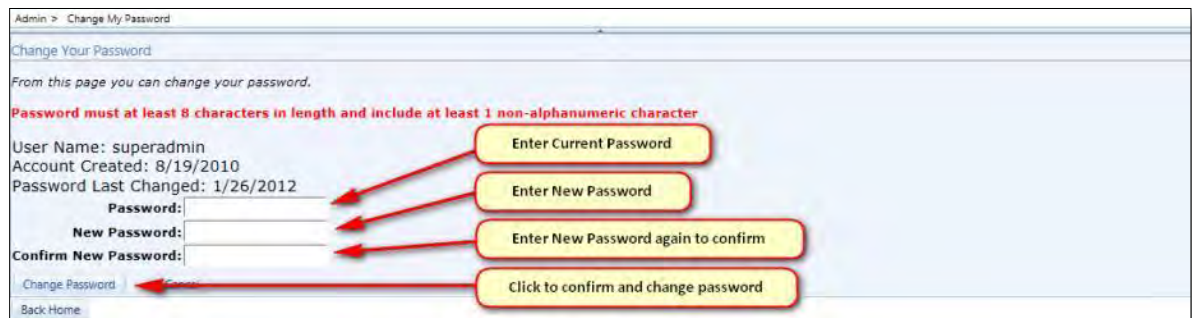 Admin > Change My Password
Change Your Password
From this page you can change your password.
Password must at least 8 characters in length and include at least 1 non-alphanumeric character
User Name: superadmin
Account Created: 8/19/2010
Password Last Changed: 1/26/2012
Enter Current Password
Password:
Enter New Password
New Password:
Enter New Password again to confirm
Confirm New Password:
Click to confirm and change password
Change Password
Back Home